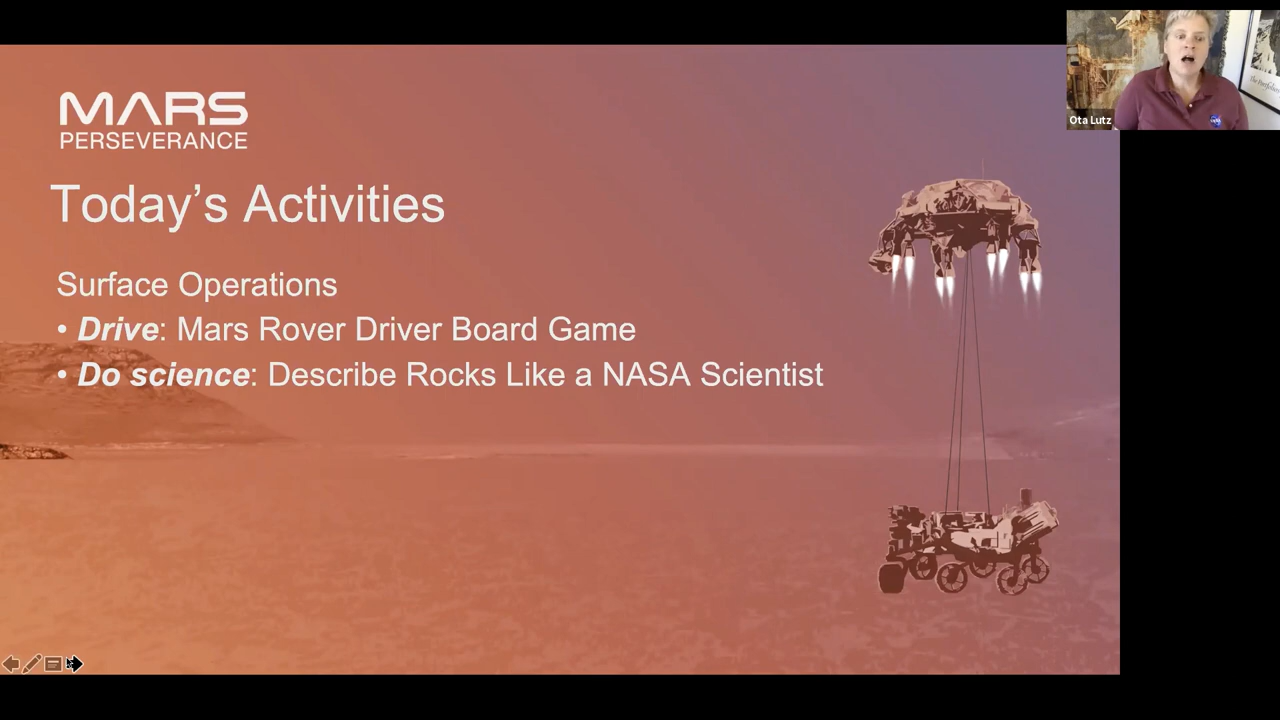 MARS
PERSEVERANCE
Today's Activities
Surface Operations
• Drive: Mars Rover Driver Board Game
• Do science: Describe Rocks Like a NASA Scientist
Ota Lutz